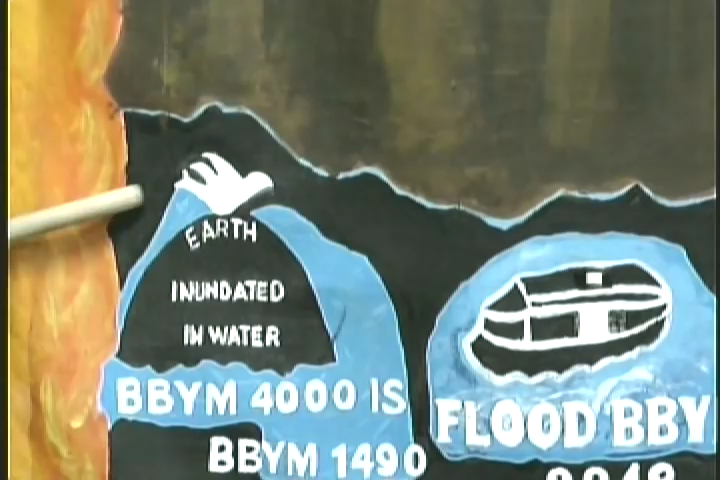 EARTH
INUNDATED
IN WATER
BBYM 4000 IS
BBYM 1490
FLOOD BBY